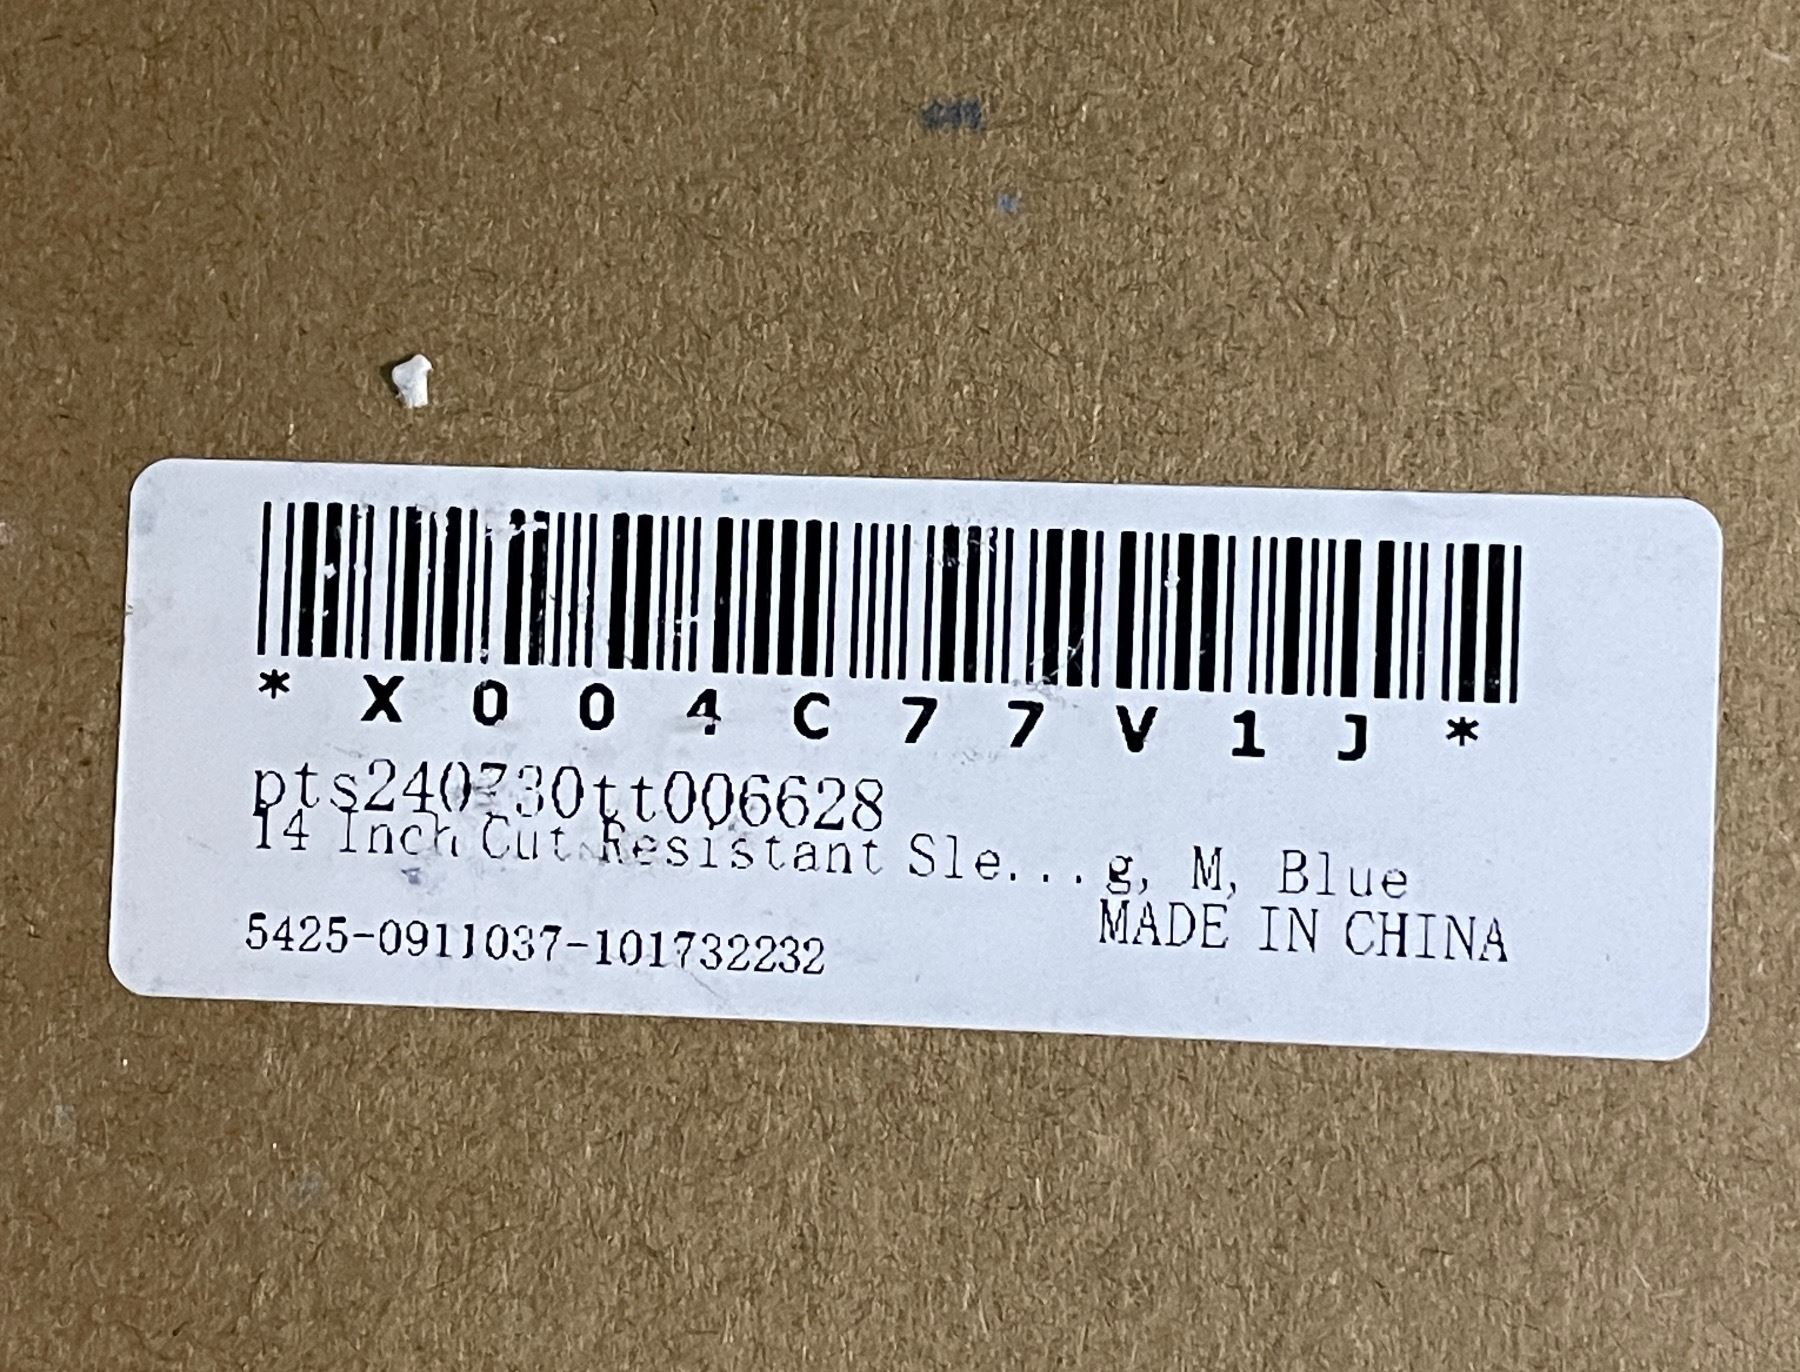 *X004C77V1J*
pts240730tt006628
14 Inch Cut Resistant Sle...g, M, Blue
MADE IN CHINA
5425-0911037-101732232